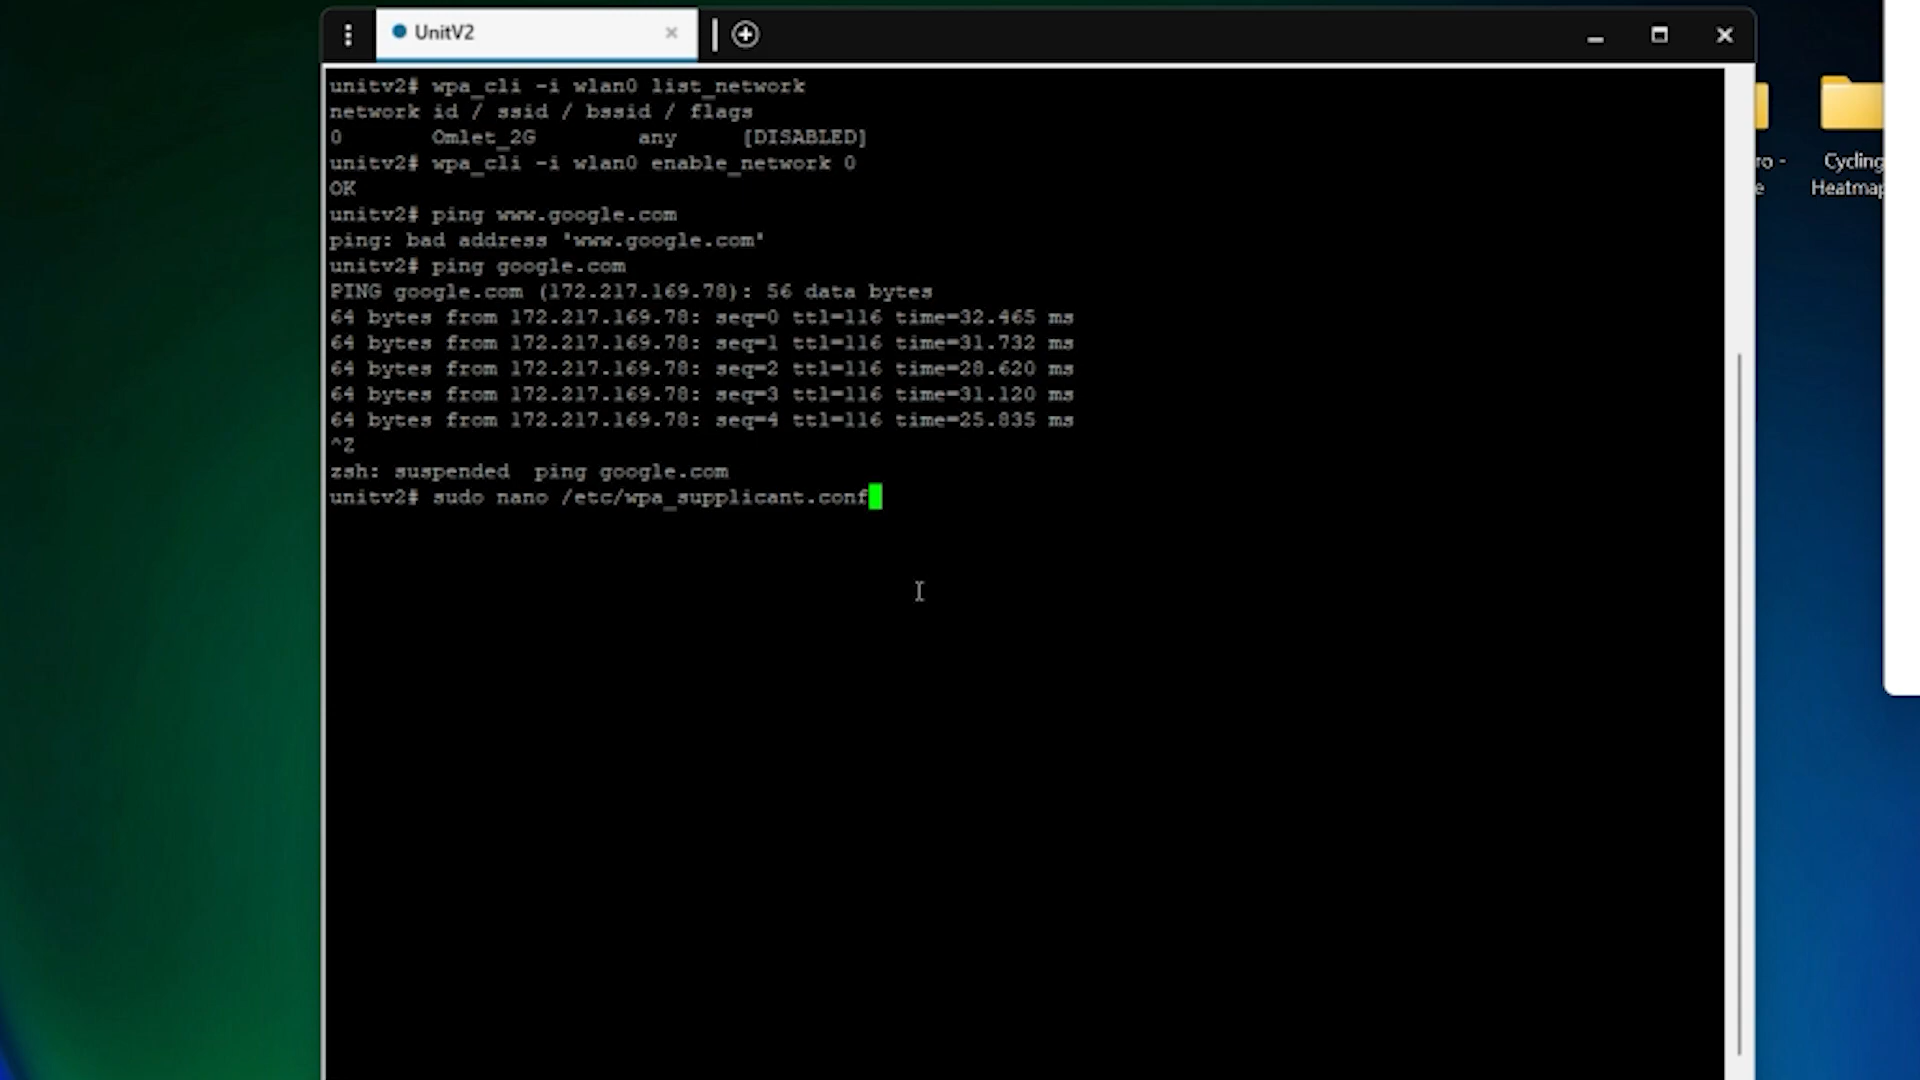 UnitV2
unitv2# wpa_cli -i wlan0 list_network
network id / ssid / bssid / flags
0 Omlet_2G any [DISABLED]
unitv2# wpa_cli -i wlan0 enable_network 0
OK
unitv2# ping www.google.com
ping: bad address 'www.google.com'
unitv2# ping google.com
PING google.com (172.217.169.78): 56 data bytes
64 bytes from 172.217.169.78: seq=0 ttl=116 time=32.465 ms
64 bytes from 172.217.169.78: seq=1 ttl=116 time=31.732 ms
64 bytes from 172.217.169.78: seq=2 ttl=116 time=28.620 ms
64 bytes from 172.217.169.78: seq=3 ttl=116 time=31.120 ms
64 bytes from 172.217.169.78: seq=4 ttl=116 time=25.835 ms
^Z
zsh: suspended ping google.com
unitv2# sudo nano /etc/wpa_supplicant.conf
ro -
e
Cycling
Heatmap